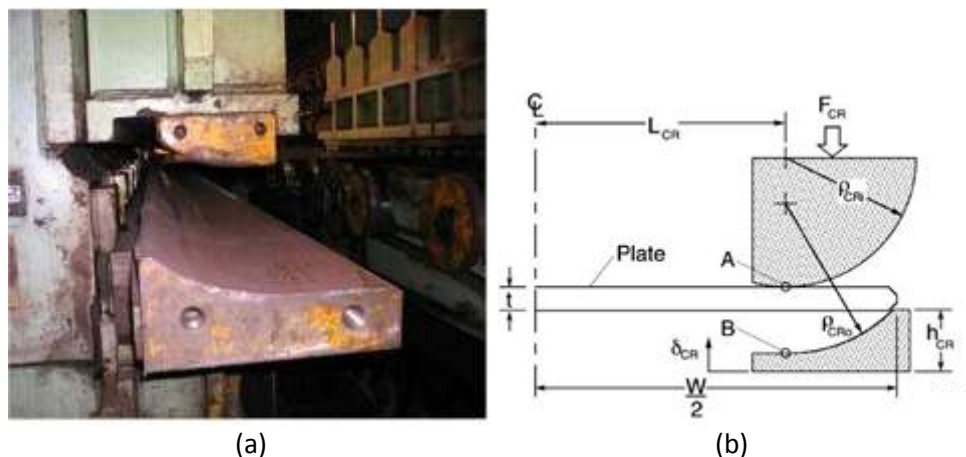 ℄
L_CR
F_CR
ρ_CRi
Plate
A
t
ρ_CRo
B
δ_CR
h_CR
W
2
(a)
(b)